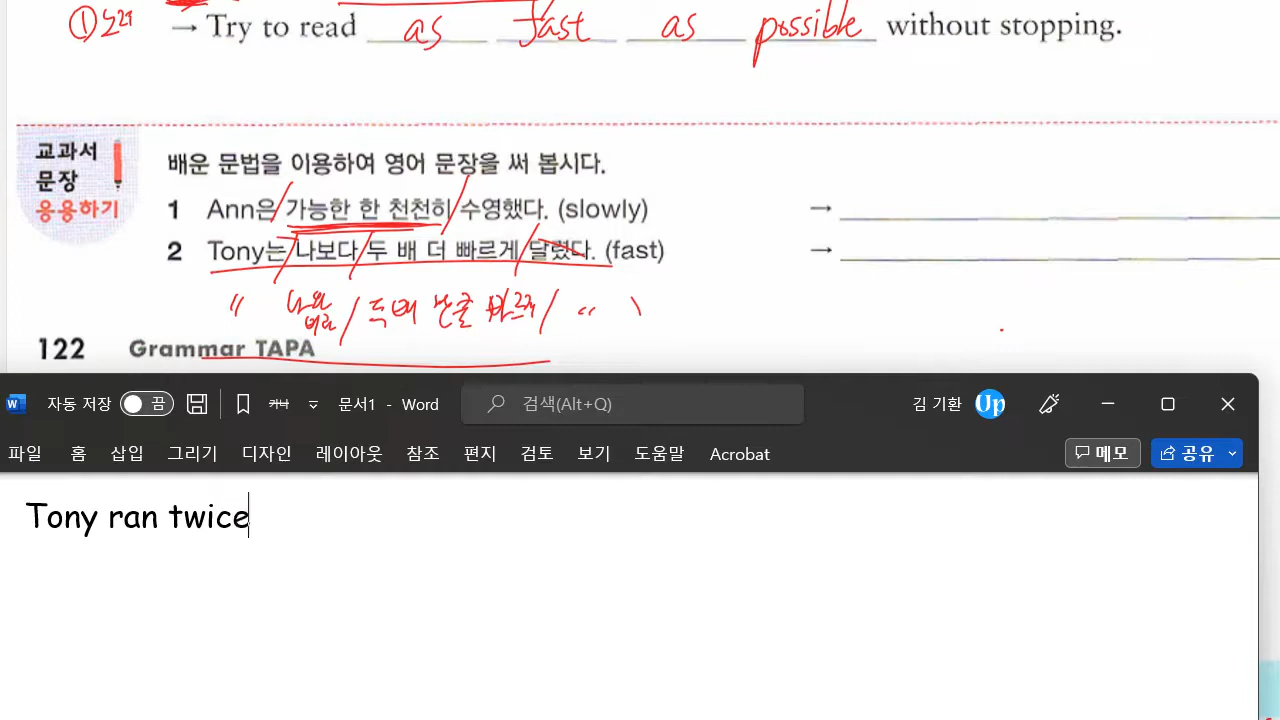 ① → Try to read as fast as possible without stopping.
교과서
문장
응용하기
배운 문법을 이용하여 영어 문장을 써 봅시다.
1 Ann은 가능한 한 천천히 수영했다. (slowly) →
2 Tony는 나보다 두 배 더 빠르게 달렸다. (fast) →
두 배
122 Grammar TAPA
자동 저장 끔 가나 문서1 - Word 검색(Alt+Q) 김 기환 Up
파일 홈 삽입 그리기 디자인 레이아웃 참조 편지 검토 보기 도움말 Acrobat 메모 공유
Tony ran twice